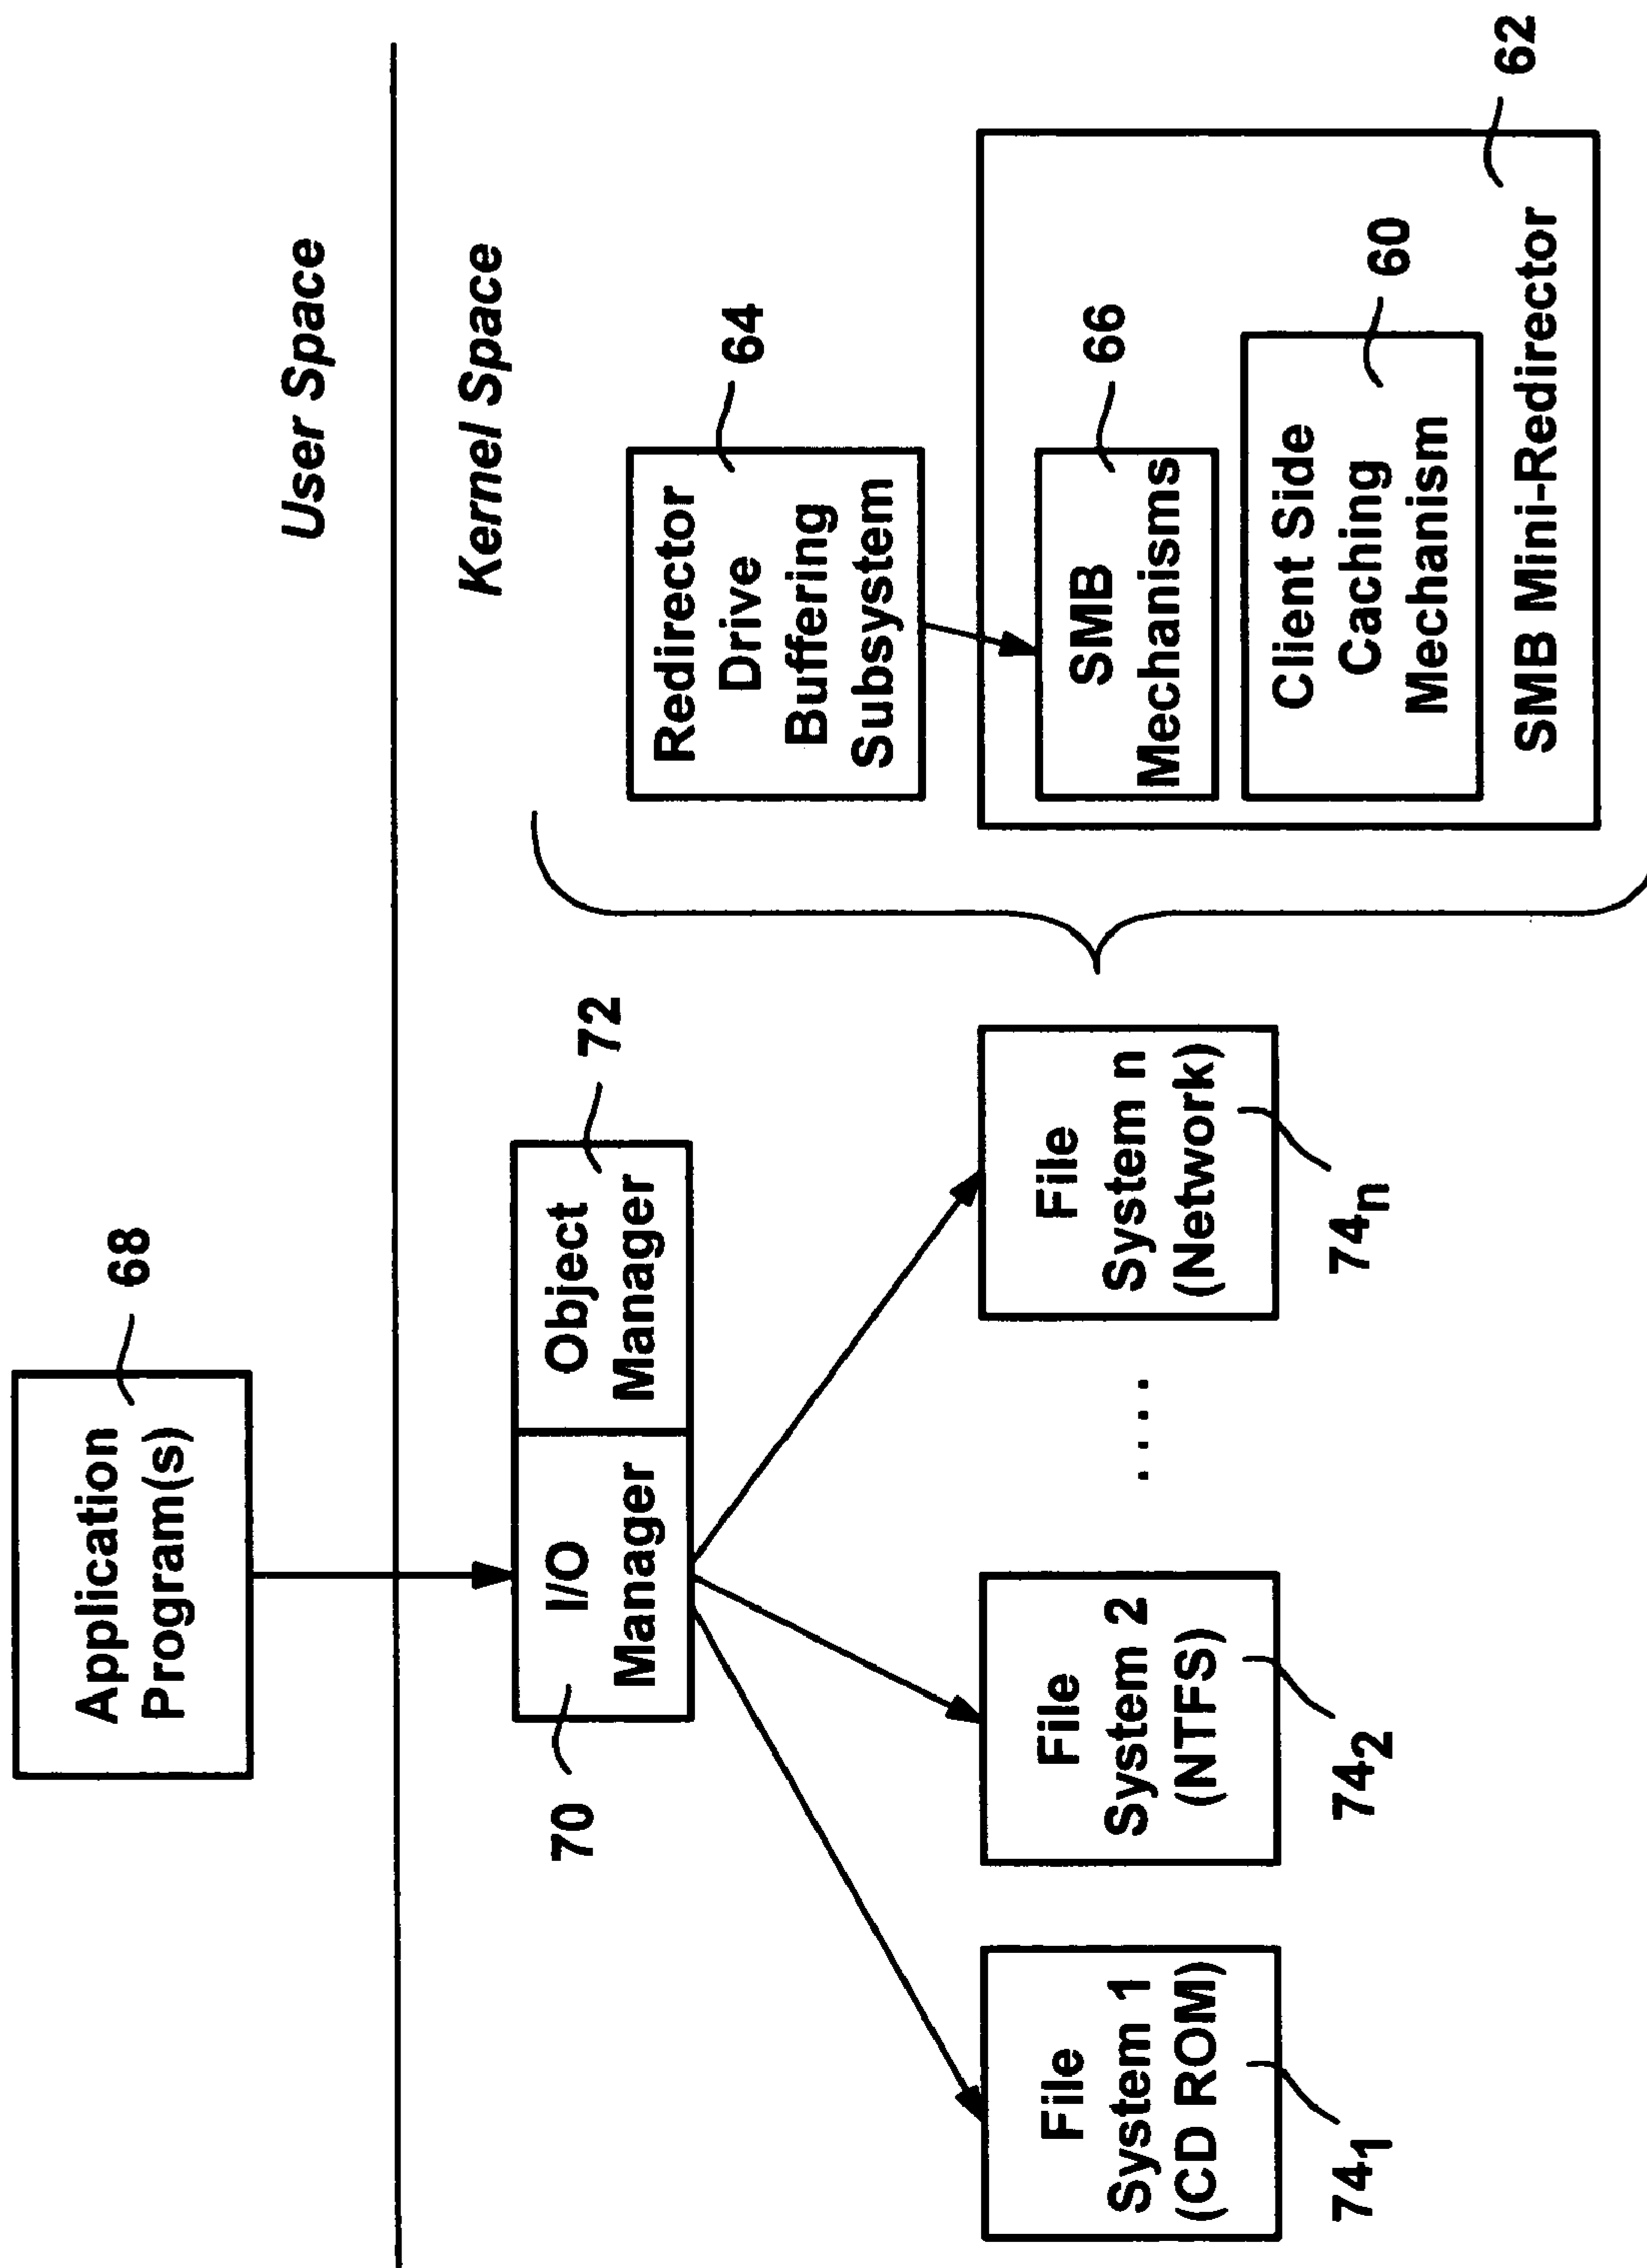 User Space
Kernel Space
68
Application
Program(s)
72
70
I/O
Manager
Object
Manager
File
System 1
(CD ROM)
74₁
File
System 2
(NTFS)
74₂
. . . .
File
System n
(Network)
74ₙ
64
Redirector
Drive
Buffering
Subsystem
66
SMB
Mechanisms
60
Client Side
Caching
Mechanism
SMB Mini-Redirector
62